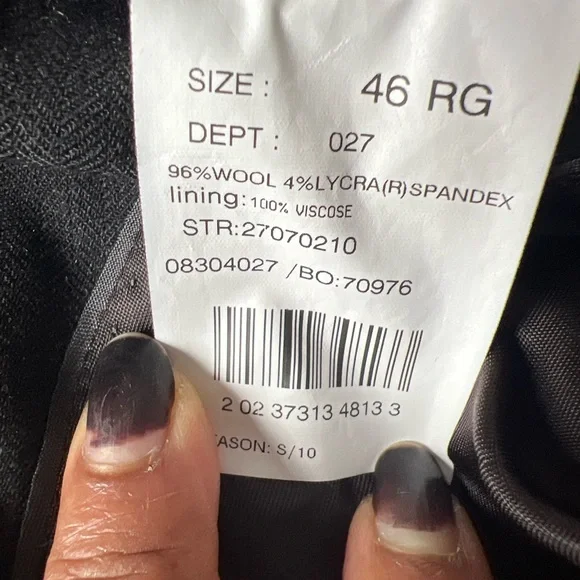 SIZE : 46 RG
DEPT : 027
96%WOOL 4%LYCRA(R)SPANDEX
lining:100% VISCOSE
STR:27070210
08304027 /BO:70976
2 02 37313 4813 3
ASON: S/10